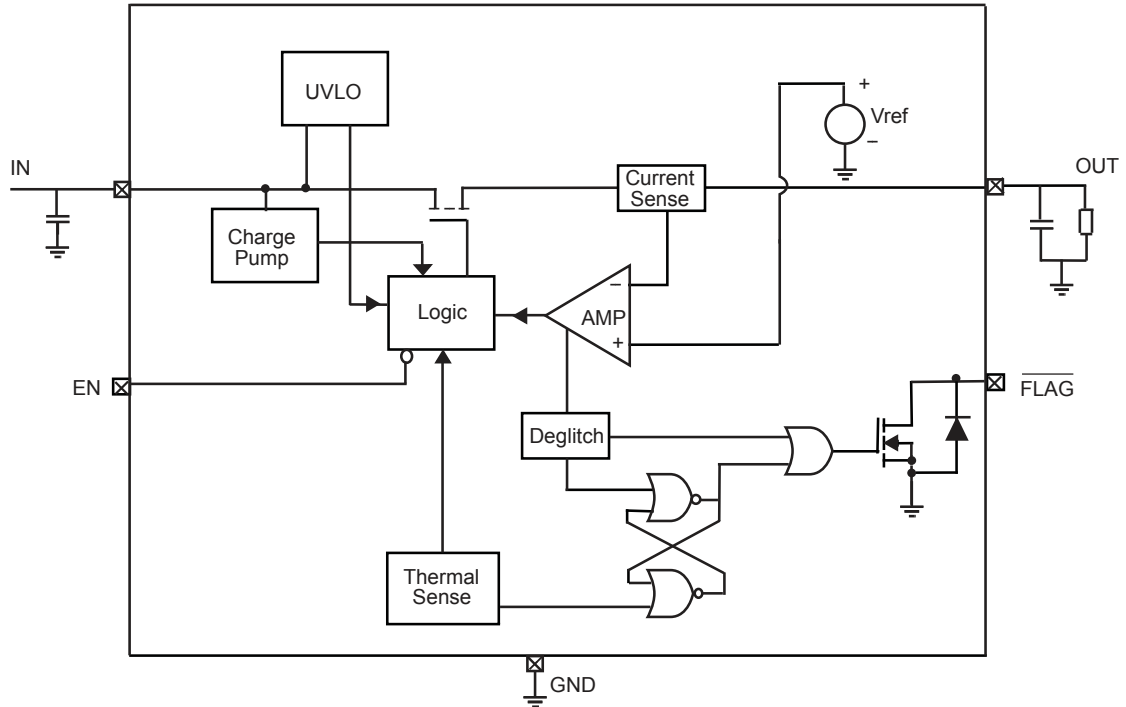 UVLO
+
Vref
−
IN
OUT
Current
Sense
Charge
Pump
Logic
−
AMP
+
EN
FLAG
Deglitch
Thermal
Sense
GND